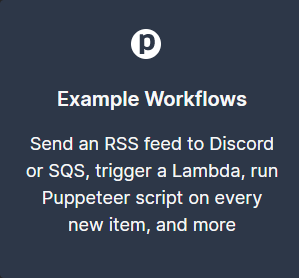 p
Example Workflows
Send an RSS feed to Discord
or SQS, trigger a Lambda, run
Puppeteer script on every
new item, and more